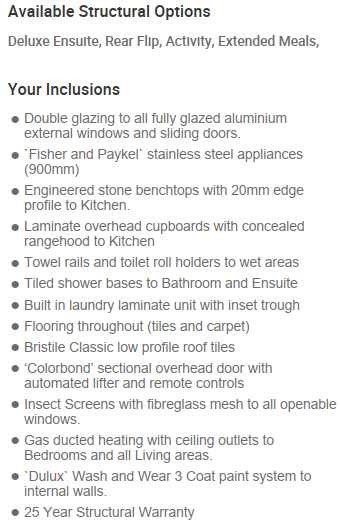 Available Structural Options
Deluxe Ensuite, Rear Flip, Activity, Extended Meals,
Your Inclusions
● Double glazing to all fully glazed aluminium
external windows and sliding doors.
● `Fisher and Paykel` stainless steel appliances
(900mm)
● Engineered stone benchtops with 20mm edge
profile to Kitchen.
● Laminate overhead cupboards with concealed
rangehood to Kitchen
● Towel rails and toilet roll holders to wet areas
● Tiled shower bases to Bathroom and Ensuite
● Built in laundry laminate unit with inset trough
● Flooring throughout (tiles and carpet)
● Bristile Classic low profile roof tiles
● ‘Colorbond’ sectional overhead door with
automated lifter and remote controls
● Insect Screens with fibreglass mesh to all openable
windows.
● Gas ducted heating with ceiling outlets to
Bedrooms and all Living areas.
● `Dulux` Wash and Wear 3 Coat paint system to
internal walls.
● 25 Year Structural Warranty